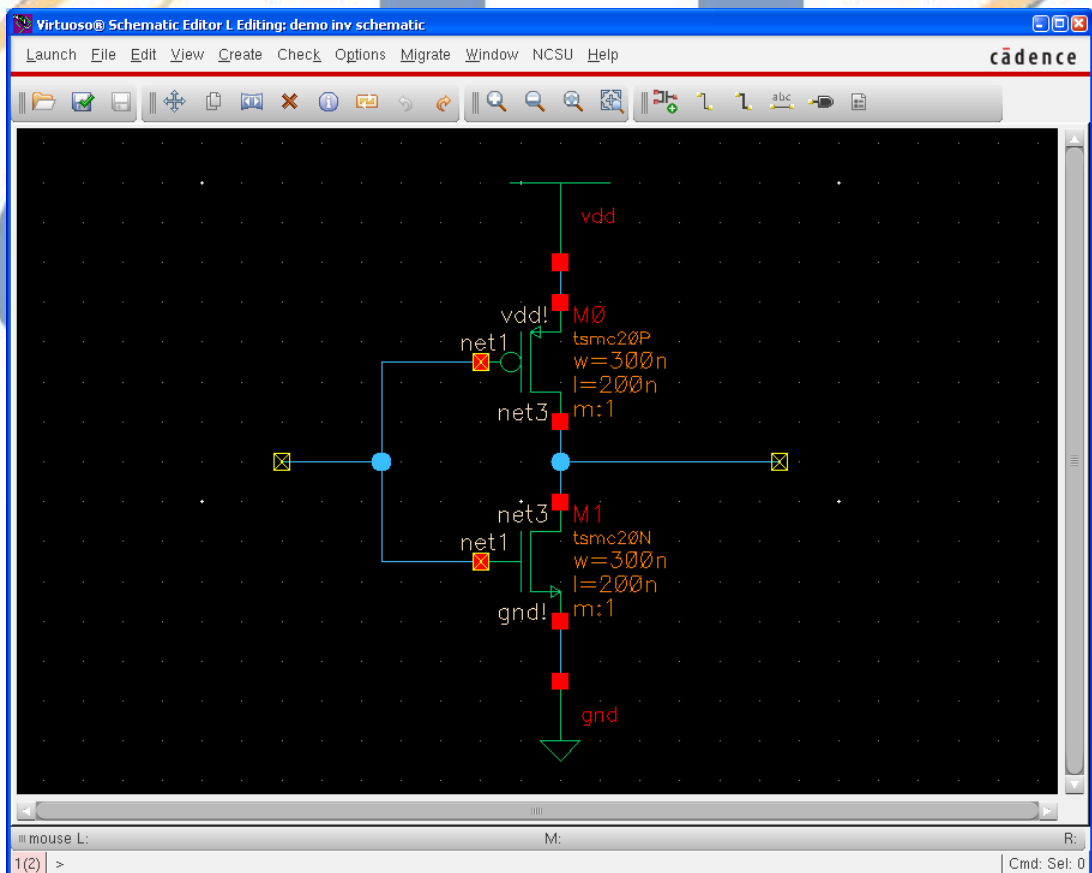 Virtuoso® Schematic Editor L Editing: demo inv schematic
Launch File Edit View Create Check Options Migrate Window NCSU Help
cādence
abc
vdd
vdd!
M0
net1
tsmc20P
w=300n
l=200n
net3
m:1
net3
M1
net1
tsmc20N
w=300n
l=200n
gnd!
m:1
gnd
mouse L: M: R:
1(2) > Cmd: Sel: 0